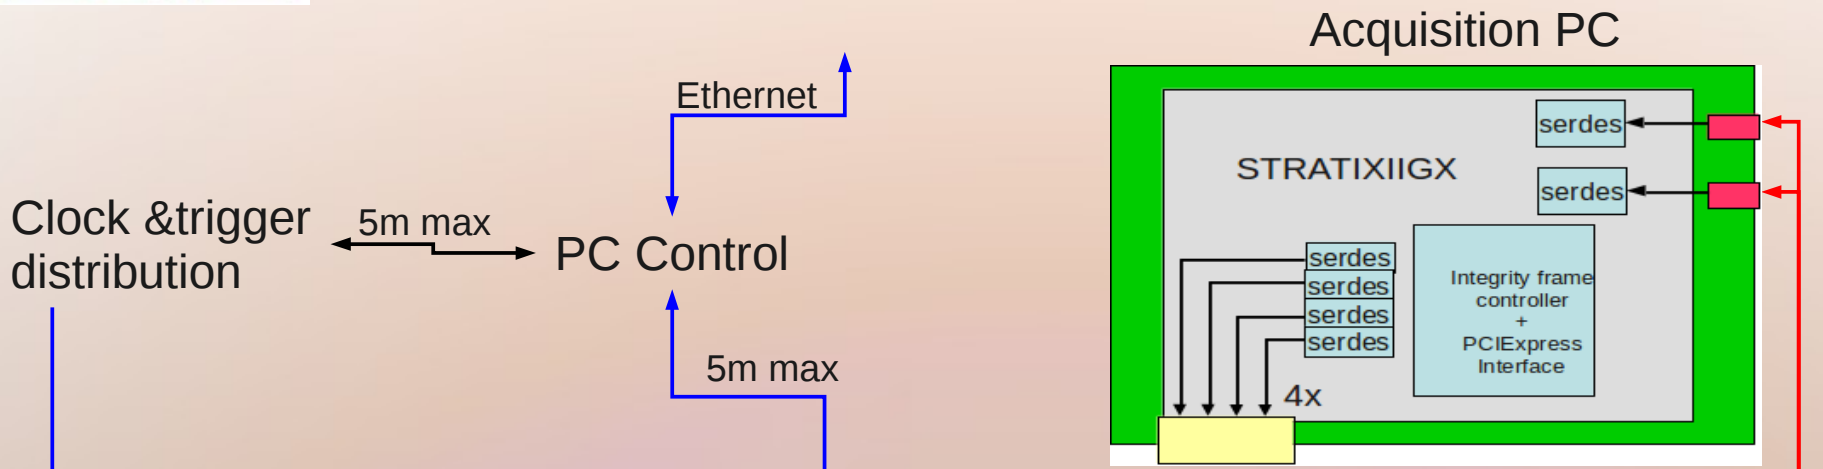 Acquisition PC
Ethernet
serdes
STRATIXIIGX
serdes
Clock &trigger
distribution
5m max
PC Control
serdes
serdes
serdes
serdes
Integrity frame
controller
+
PCIExpress
Interface
5m max
4x